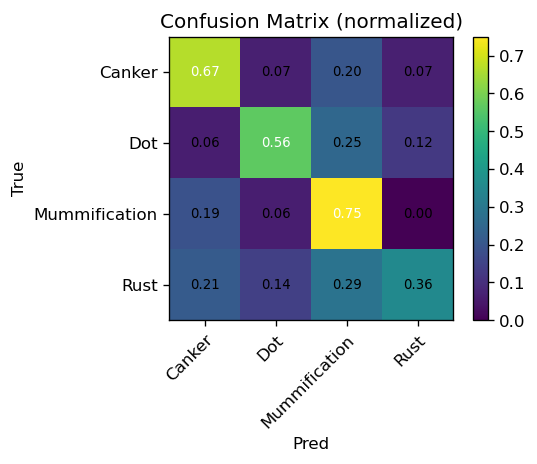 Confusion Matrix (normalized)
True
Canker 0.67 0.07 0.20 0.07
Dot 0.06 0.56 0.25 0.12
Mummification 0.19 0.06 0.75 0.00
Rust 0.21 0.14 0.29 0.36
Canker Dot Mummification Rust
Pred
0.7
0.6
0.5
0.4
0.3
0.2
0.1
0.0